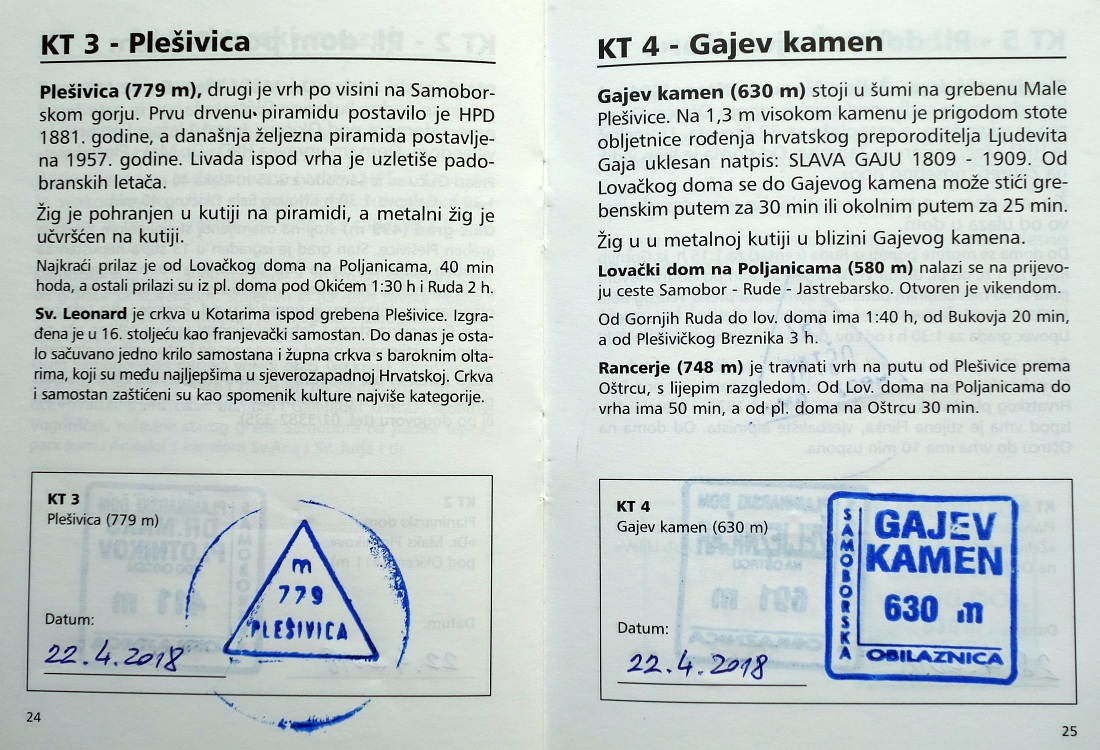 KT 3 - Plešivica
Plešivica (779 m), drugi je vrh po visini na Samobor-
skom gorju. Prvu drvenu piramidu postavilo je HPD
1881. godine, a današnja željezna piramida postavlje-
na 1957. godine. Livada ispod vrha je uzletiše pado-
branskih letača.
Žig je pohranjen u kutiji na piramidi, a metalni žig je
učvršćen na kutiji.
Najkraći prilaz je od Lovačkog doma na Poljanicama, 40 min
hoda, a ostali prilazi su iz pl. doma pod Okićem 1:30 h i Ruda 2 h.
Sv. Leonard je crkva u Kotarima ispod grebena Plešivice. Izgra-
đena je u 16. stoljeću kao franjevački samostan. Do danas je osta-
lo sačuvano jedno krilo samostana i župna crkva s baroknim olta-
rima, koji su među najljepšima u sjeverozapadnoj Hrvatskoj. Crkva
i samostan zaštićeni su kao spomenik kulture najviše kategorije.
KT 3
Plešivica (779 m)
m
779
PLEŠIVICA
Datum:
22.4.2018
24
KT 4 - Gajev kamen
Gajev kamen (630 m) stoji u šumi na grebenu Male
Plešivice. Na 1,3 m visokom kamenu je prigodom stote
obljetnice rođenja hrvatskog preporoditelja Ljudevita
Gaja uklesan natpis: SLAVA GAJU 1809 - 1909. Od
Lovačkog doma se do Gajevog kamena može stići gre-
benskim putem za 30 min ili okolnim putem za 25 min.
Žig u u metalnoj kutiji u blizini Gajevog kamena.
Lovački dom na Poljanicama (580 m) nalazi se na prijevo-
ju ceste Samobor - Rude - Jastrebarsko. Otvoren je vikendom.
Od Gornjih Ruda do lov. doma ima 1:40 h, od Bukovja 20 min,
a od Plešivičkog Breznika 3 h.
Rancerje (748 m) je travnati vrh na putu od Plešivice prema
Oštrcu, s lijepim razgledom. Od Lov. doma na Poljanicama do
vrha ima 50 min, a od pl. doma na Oštrcu 30 min.
KT 4
Gajev kamen (630 m)
SAMOBORSKA
GAJEV
KAMEN
630 m
OBILAZNICA
Datum:
22.4.2018
25